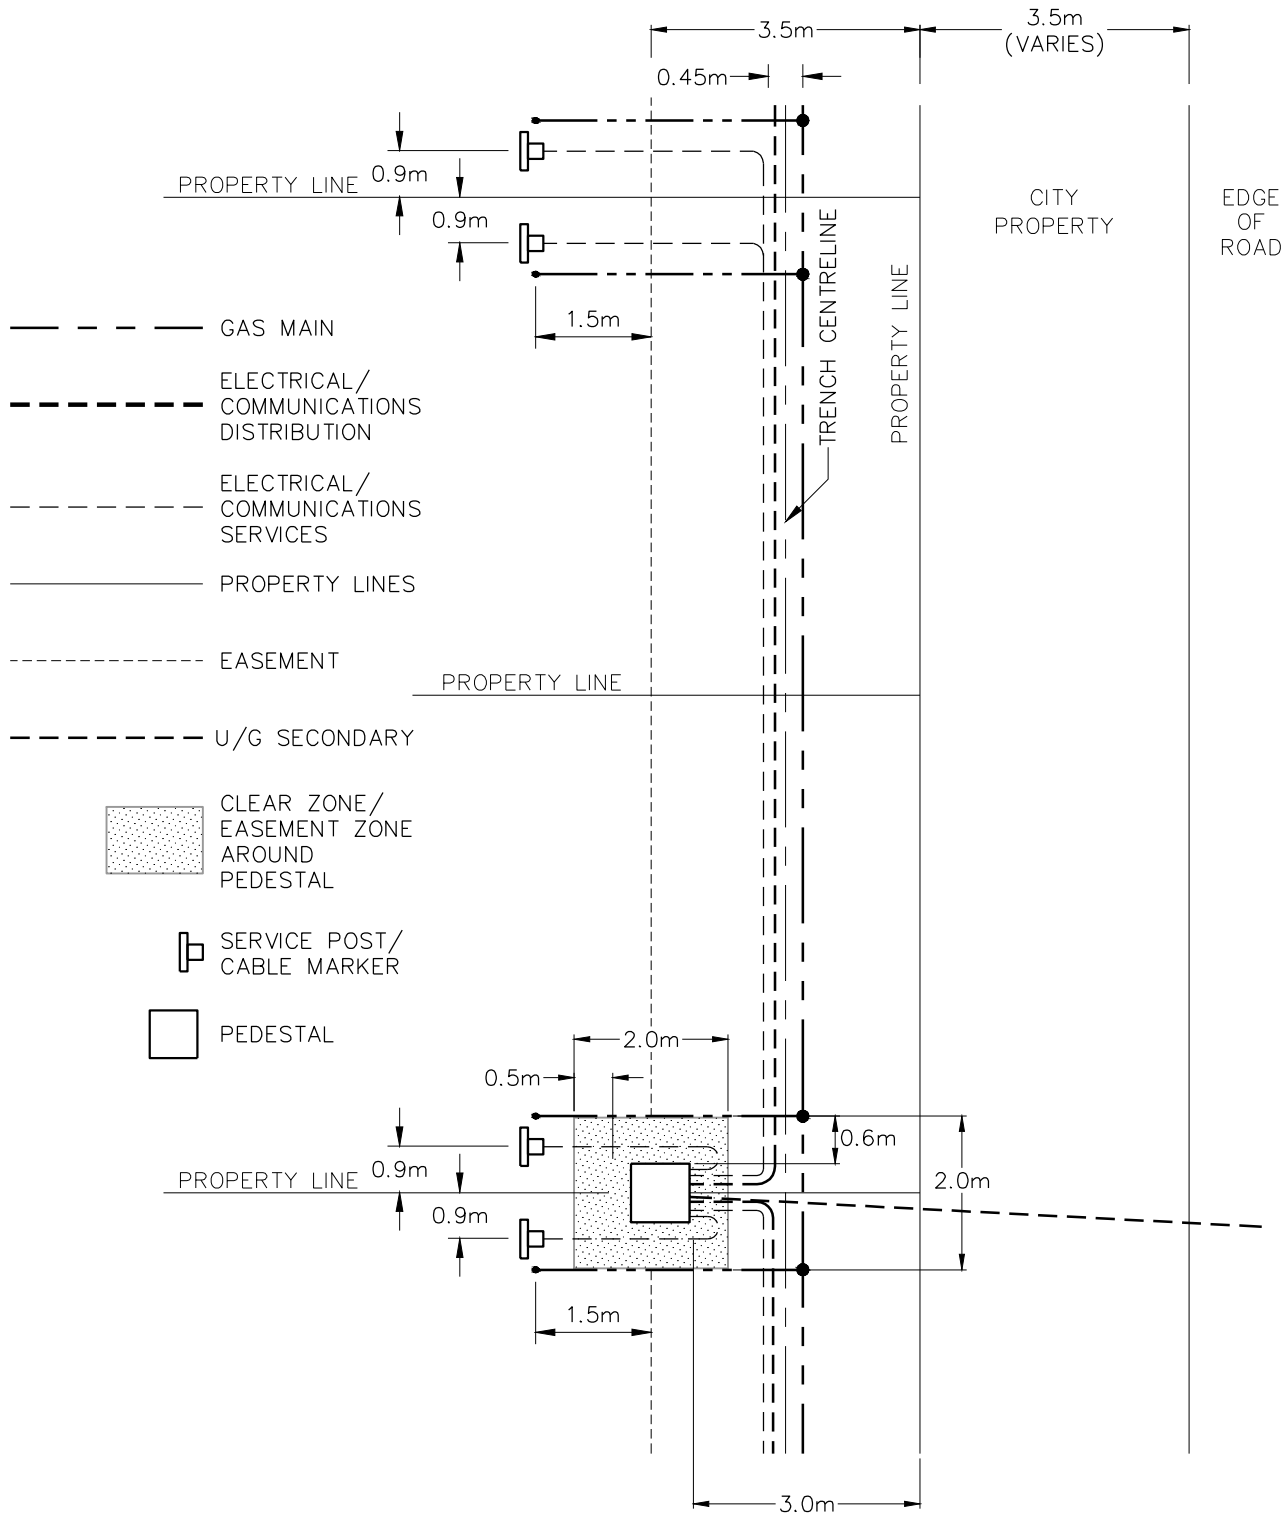 3.5m
3.5m
(VARIES)
0.45m
0.9m
PROPERTY LINE
0.9m
CITY
PROPERTY
EDGE
OF
ROAD
TRENCH CENTRELINE
PROPERTY LINE
1.5m
GAS MAIN
ELECTRICAL/
COMMUNICATIONS
DISTRIBUTION
ELECTRICAL/
COMMUNICATIONS
SERVICES
PROPERTY LINES
EASEMENT
PROPERTY LINE
U/G SECONDARY
CLEAR ZONE/
EASEMENT ZONE
AROUND
PEDESTAL
SERVICE POST/
CABLE MARKER
PEDESTAL
2.0m
0.5m
0.6m
0.9m
PROPERTY LINE
2.0m
0.9m
1.5m
3.0m